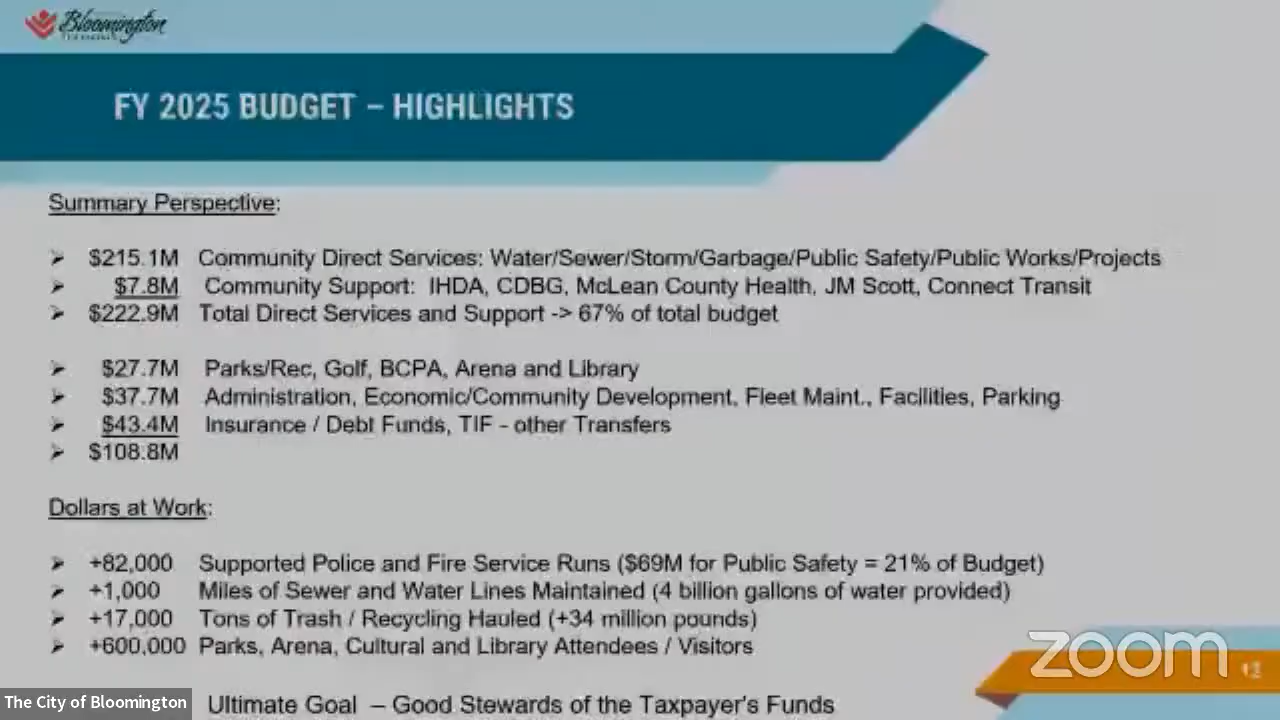 Bloomington
FY 2025 BUDGET – HIGHLIGHTS
Summary Perspective:
➢ $215.1M Community Direct Services: Water/Sewer/Storm/Garbage/Public Safety/Public Works/Projects
➢ $7.8M Community Support: IHDA, CDBG, McLean County Health, JM Scott, Connect Transit
➢ $222.9M Total Direct Services and Support -> 67% of total budget
➢ $27.7M Parks/Rec, Golf, BCPA, Arena and Library
➢ $37.7M Administration, Economic/Community Development, Fleet Maint., Facilities, Parking
➢ $43.4M Insurance / Debt Funds, TIF - other Transfers
➢ $108.8M
Dollars at Work:
➢ +82,000 Supported Police and Fire Service Runs ($69M for Public Safety = 21% of Budget)
➢ +1,000 Miles of Sewer and Water Lines Maintained (4 billion gallons of water provided)
➢ +17,000 Tons of Trash / Recycling Hauled (+34 million pounds)
➢ +600,000 Parks, Arena, Cultural and Library Attendees / Visitors
zoom
The City of Bloomington
Ultimate Goal – Good Stewards of the Taxpayer's Funds